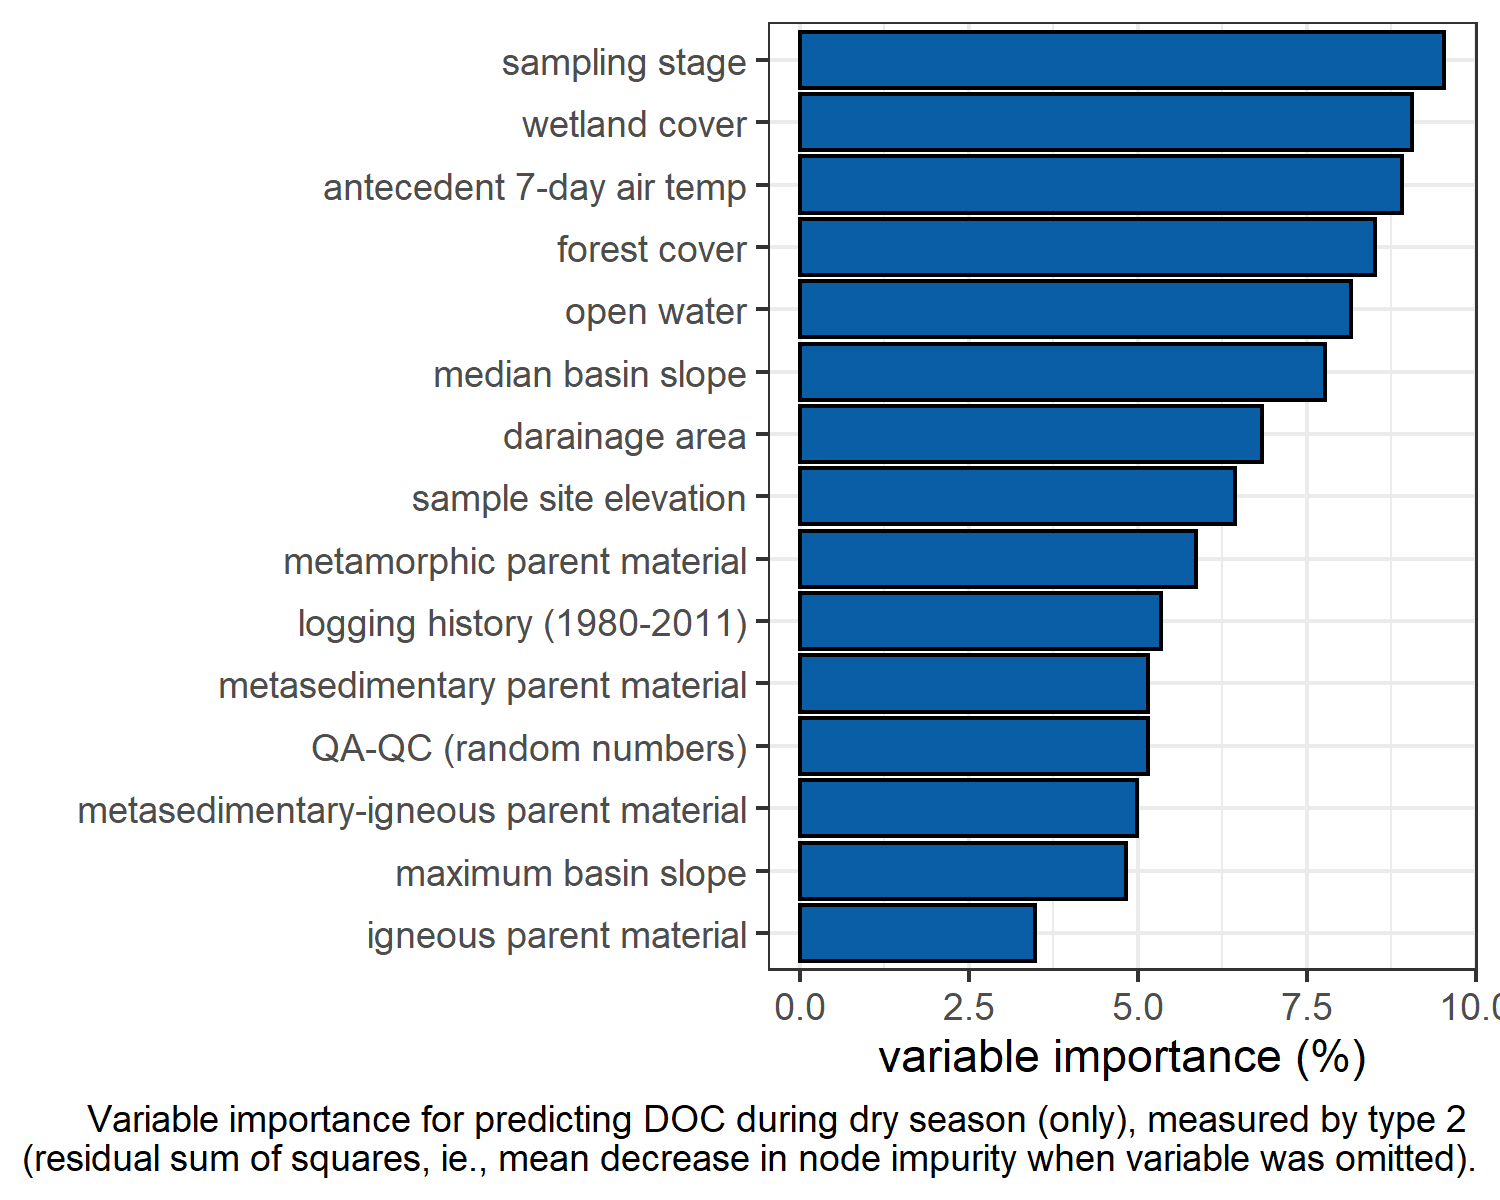 sampling stage
wetland cover
antecedent 7-day air temp
forest cover
open water
median basin slope
darainage area
sample site elevation
metamorphic parent material
logging history (1980-2011)
metasedimentary parent material
QA-QC (random numbers)
metasedimentary-igneous parent material
maximum basin slope
igneous parent material
0.0 2.5 5.0 7.5 10.0
variable importance (%)
Variable importance for predicting DOC during dry season (only), measured by type 2
(residual sum of squares, ie., mean decrease in node impurity when variable was omitted).